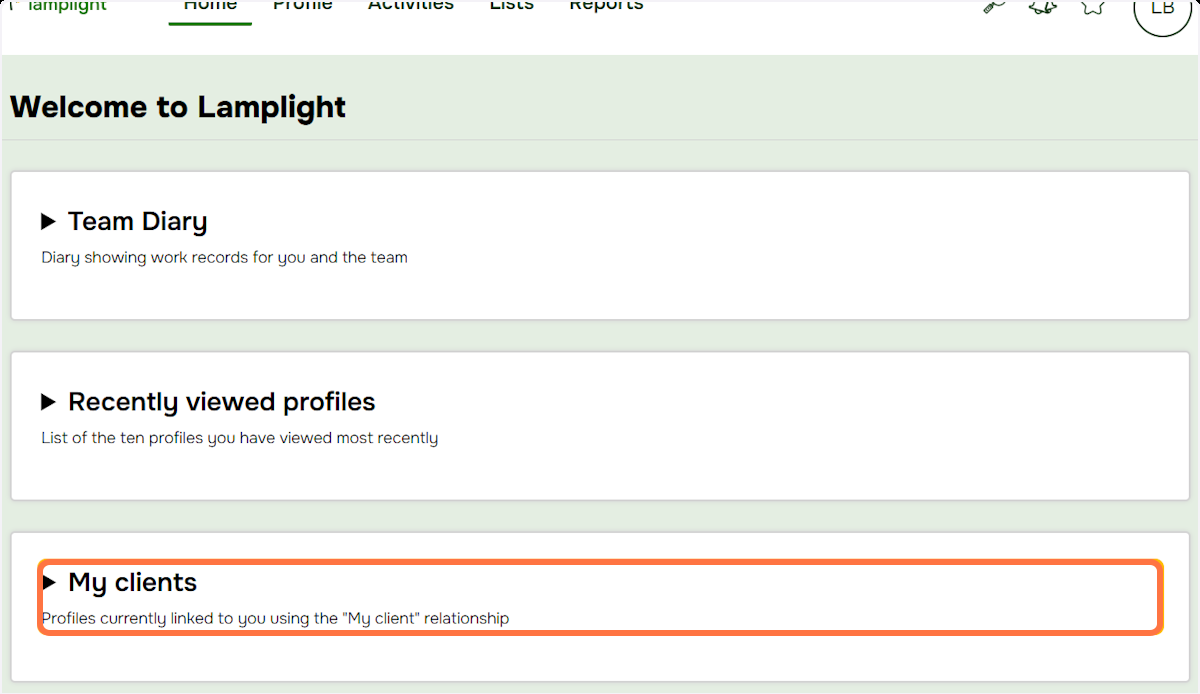 lamplight
Home Profile Activities Lists Reports
LB
Welcome to Lamplight
Team Diary
Diary showing work records for you and the team
Recently viewed profiles
List of the ten profiles you have viewed most recently
My clients
Profiles currently linked to you using the "My client" relationship